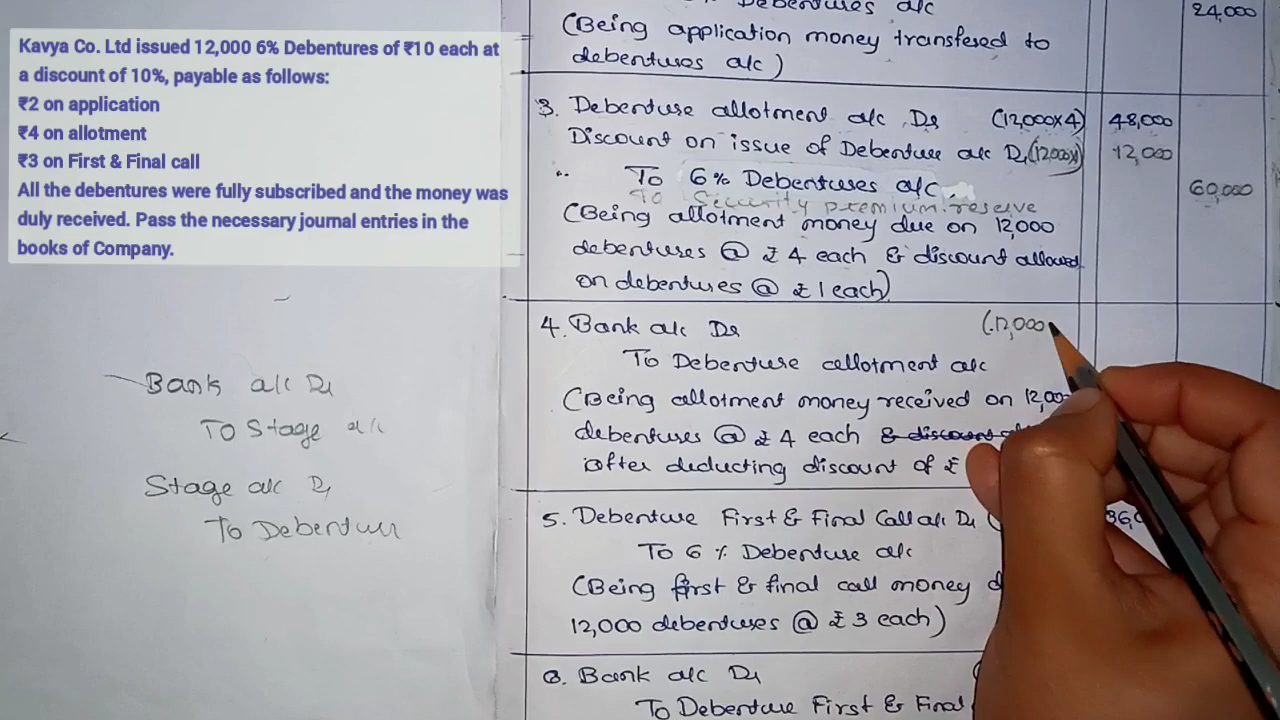 Kavya Co. Ltd issued 12,000 6% Debentures of ₹10 each at
a discount of 10%, payable as follows:
₹2 on application
₹4 on allotment
₹3 on First & Final call
All the debentures were fully subscribed and the money was
duly received. Pass the necessary journal entries in the
books of Company.
Bank a/c Dr
To Stage a/c
Stage a/c Dr
To Debenture
Debentures a/c 24,000
(Being application money transfered to
debentures a/c)
3. Debenture allotment a/c Dr (12,000x4) 48,000
Discount on issue of Debenture a/c Dr (12000x1) 12,000
To 6% Debentures a/c 60,000
To Security premium reserve
(Being allotment money due on 12,000
debentures @ ₹4 each & discount allowed
on debentures @ ₹1 each)
4. Bank a/c Dr (12,000
To Debenture allotment a/c
(Being allotment money received on 12,00
debentures @ ₹4 each & discount
after deducting discount of ₹
5. Debenture First & Final Call a/c Dr
To 6% Debenture a/c
(Being first & final call money
12,000 debentures @ ₹3 each)
6. Bank a/c Dr
To Debenture First & Final